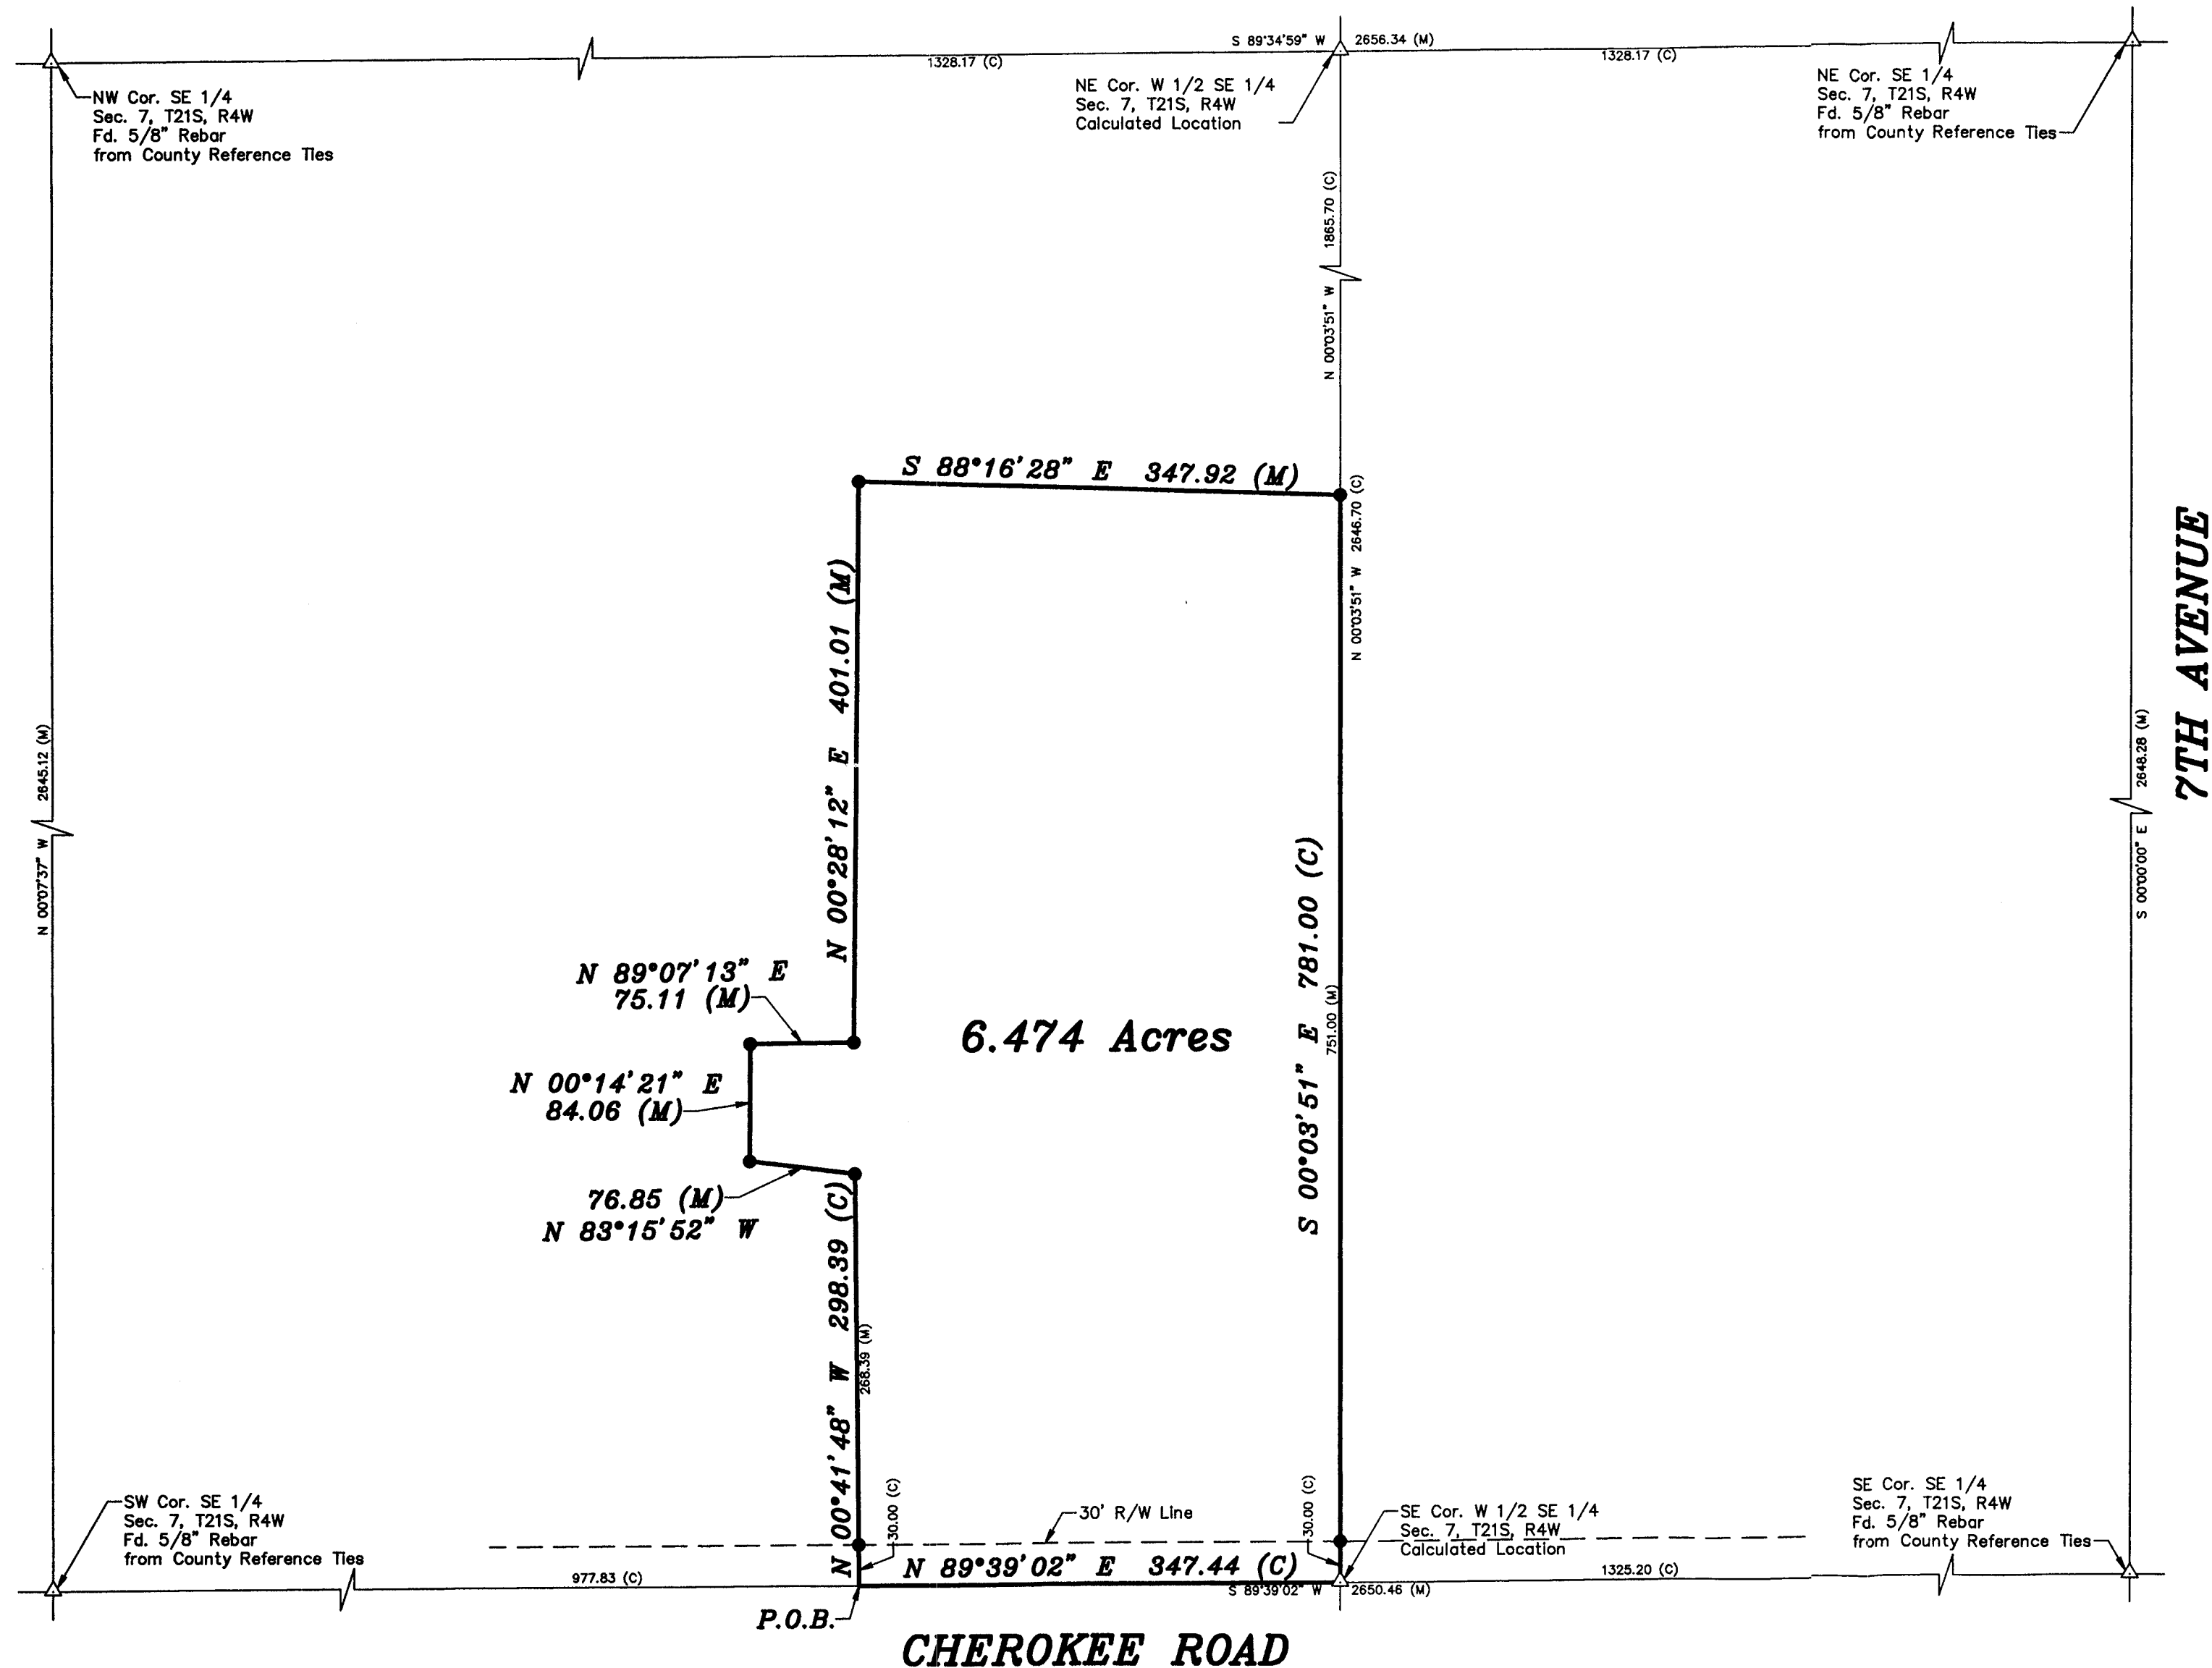 S 89°34'59" W 2656.34 (M)
1328.17 (C)
1328.17 (C)
NW Cor. SE 1/4
Sec. 7, T21S, R4W
Fd. 5/8" Rebar
from County Reference Ties
NE Cor. W 1/2 SE 1/4
Sec. 7, T21S, R4W
Calculated Location
NE Cor. SE 1/4
Sec. 7, T21S, R4W
Fd. 5/8" Rebar
from County Reference Ties
N 00°03'51" W 1865.70 (C)
S 88°16'28" E 347.92 (M)
N 00°03'51" W 2646.70 (C)
N 00°28'12" E 401.01 (M)
7TH AVENUE
N 00°07'37" W 2645.12 (M)
S 00°00'00" E 2648.28 (M)
N 89°07'13" E
75.11 (M)
6.474 Acres
S 00°03'51" E 781.00 (C)
751.00 (M)
N 00°14'21" E
84.06 (M)
76.85 (M)
N 83°15'52" W
N 00°41'48" W 298.39 (C)
268.39 (M)
SW Cor. SE 1/4
Sec. 7, T21S, R4W
Fd. 5/8" Rebar
from County Reference Ties
30.00 (C)
30' R/W Line
30.00 (C)
SE Cor. W 1/2 SE 1/4
Sec. 7, T21S, R4W
Calculated Location
SE Cor. SE 1/4
Sec. 7, T21S, R4W
Fd. 5/8" Rebar
from County Reference Ties
977.83 (C)
N 89°39'02" E 347.44 (C)
1325.20 (C)
S 89°39'02" W 2650.46 (M)
P.O.B.
CHEROKEE ROAD